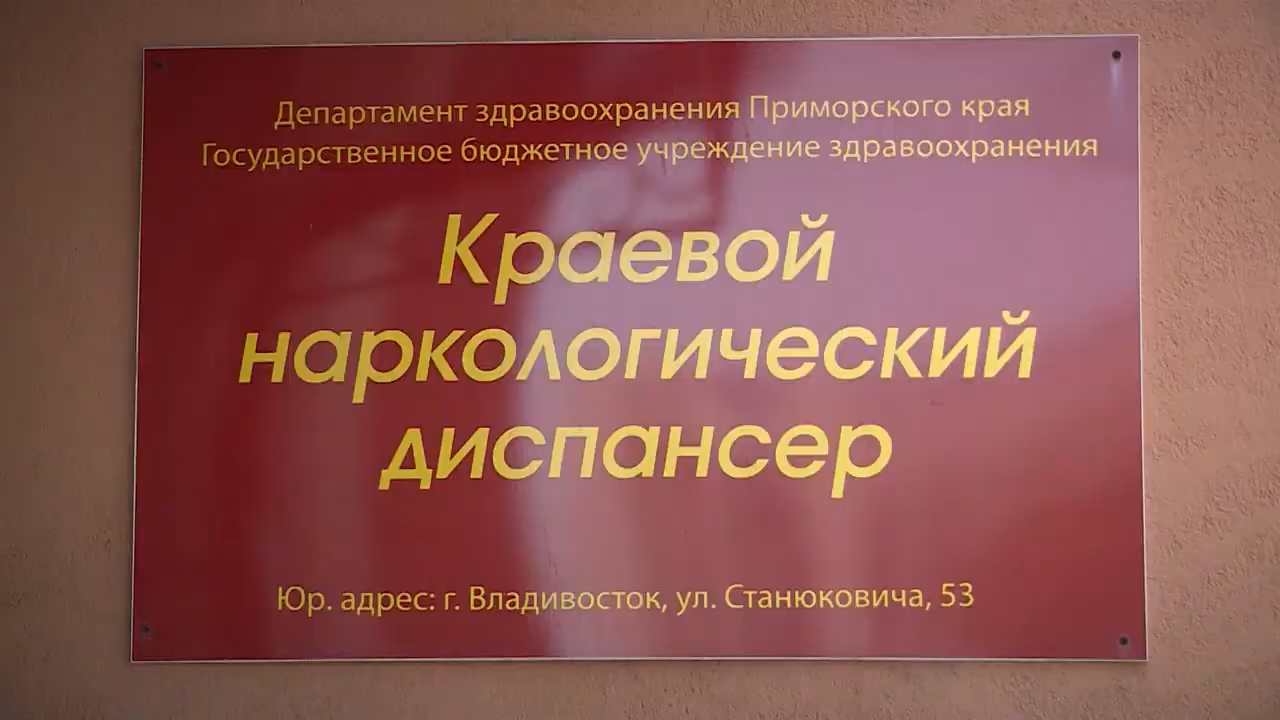 Департамент здравоохранения Приморского края
Государственное бюджетное учреждение здравоохранения
Краевой
наркологический
диспансер
Юр. адрес: г. Владивосток, ул. Станюковича, 53